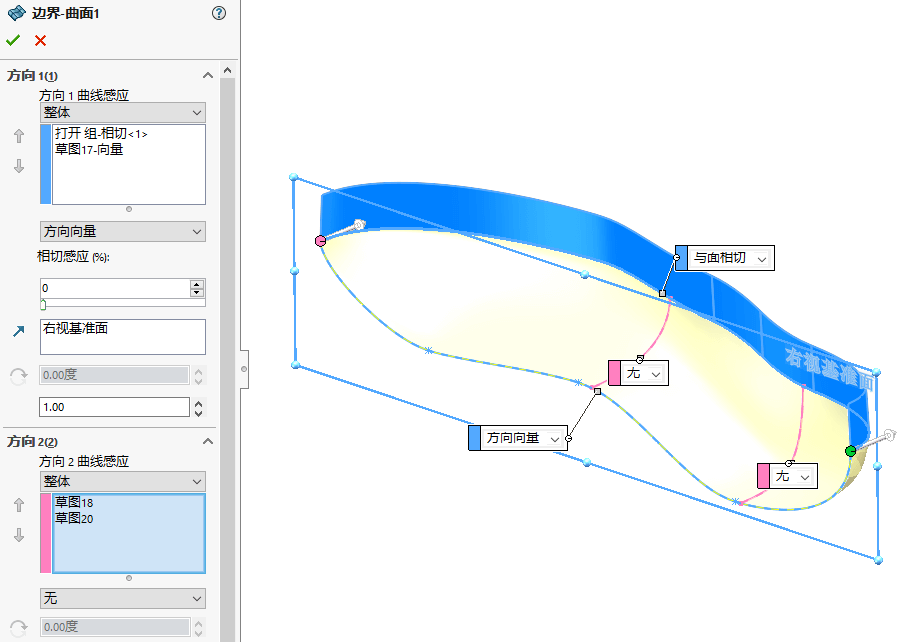 边界-曲面1
方向 1(1)
方向 1 曲线感应
整体
打开 组-相切<1>
草图17-向量
方向向量
相切感应 (%):
0
右视基准面
0.00度
1.00
方向 2(2)
方向 2 曲线感应
整体
草图18
草图20
无
0.00度
与面相切
右视基准面
无
方向向量
无